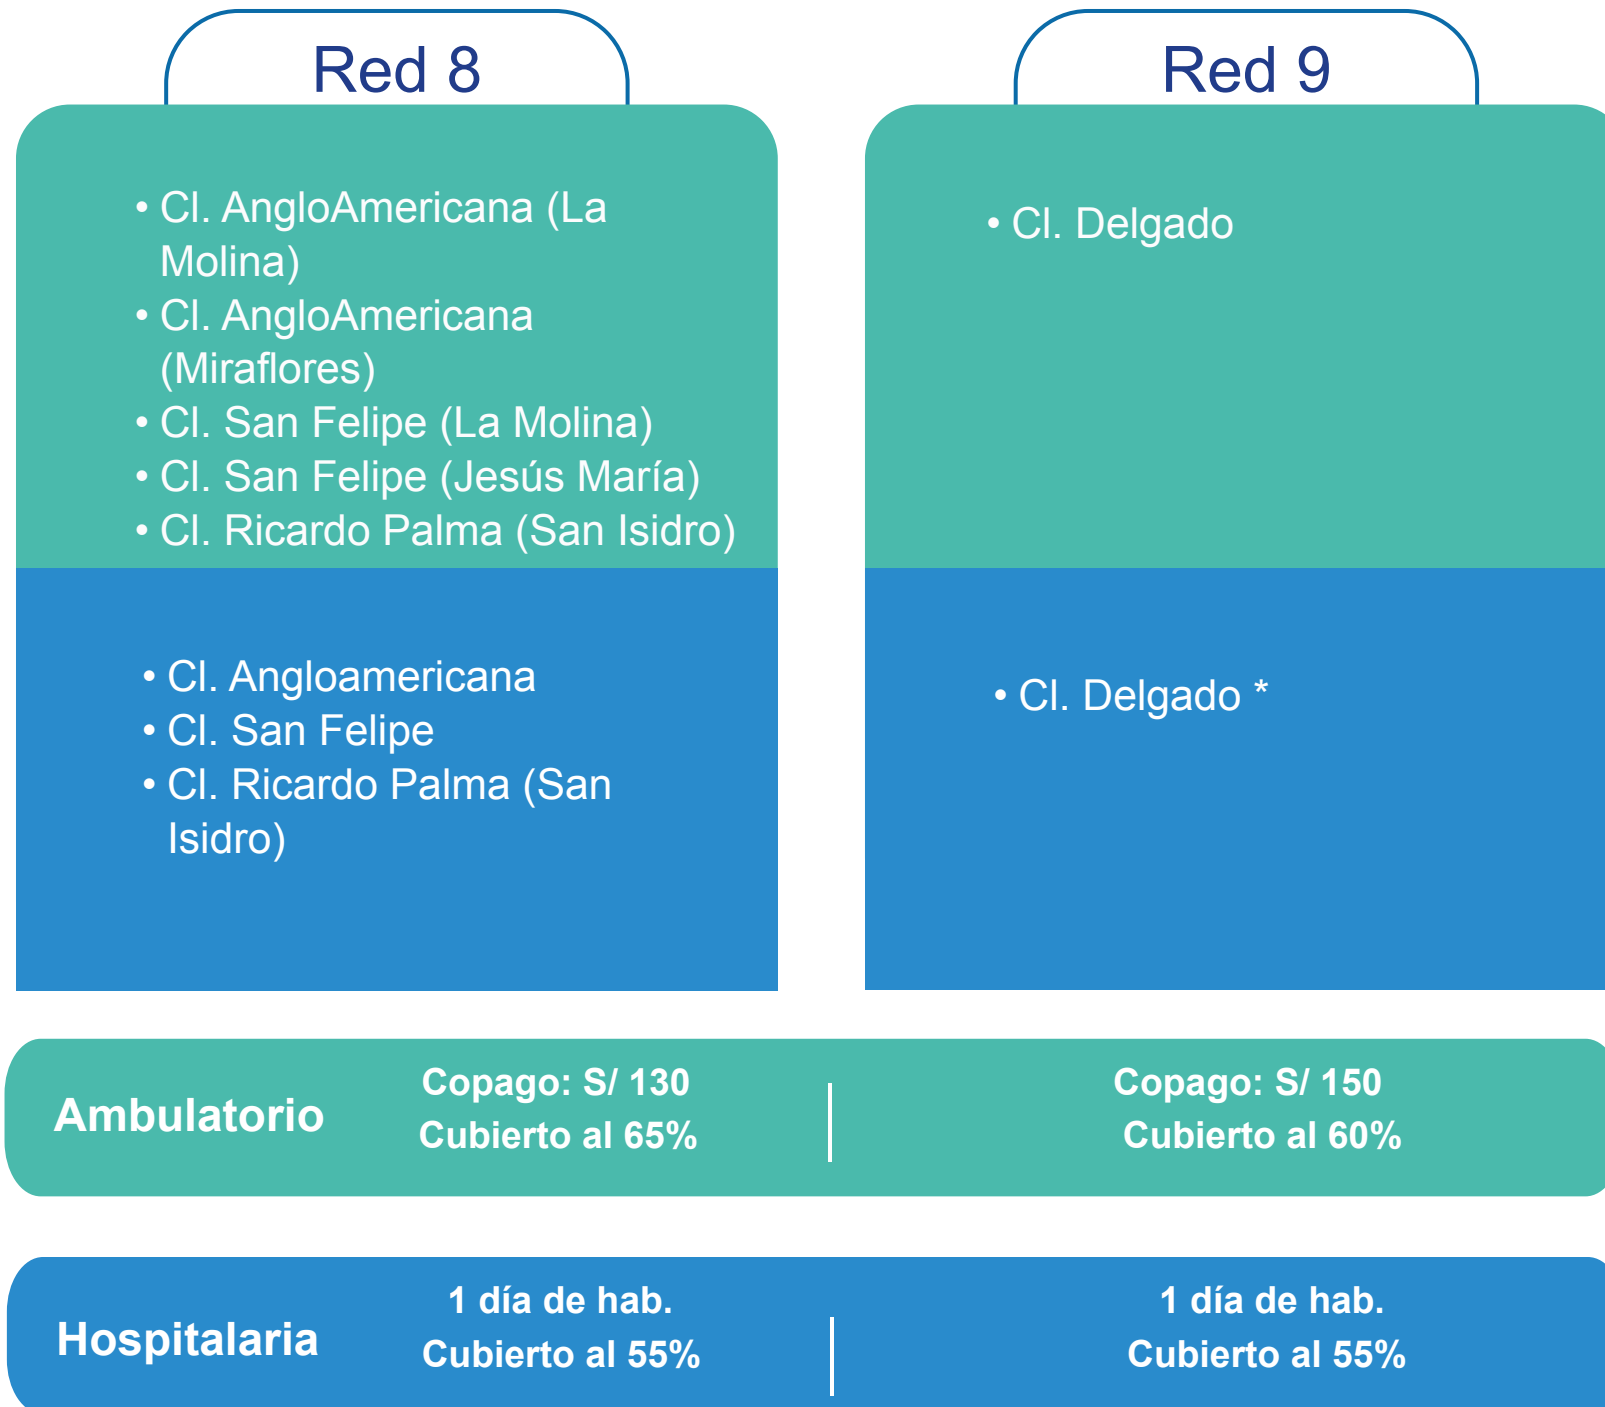 Red 8
• Cl. AngloAmericana (La
Molina)
• Cl. AngloAmericana
(Miraflores)
• Cl. San Felipe (La Molina)
• Cl. San Felipe (Jesús María)
• Cl. Ricardo Palma (San Isidro)
• Cl. Angloamericana
• Cl. San Felipe
• Cl. Ricardo Palma (San
Isidro)
Red 9
• Cl. Delgado
• Cl. Delgado *
Ambulatorio
Copago: S/ 130
Cubierto al 65%
Copago: S/ 150
Cubierto al 60%
Hospitalaria
1 día de hab.
Cubierto al 55%
1 día de hab.
Cubierto al 55%